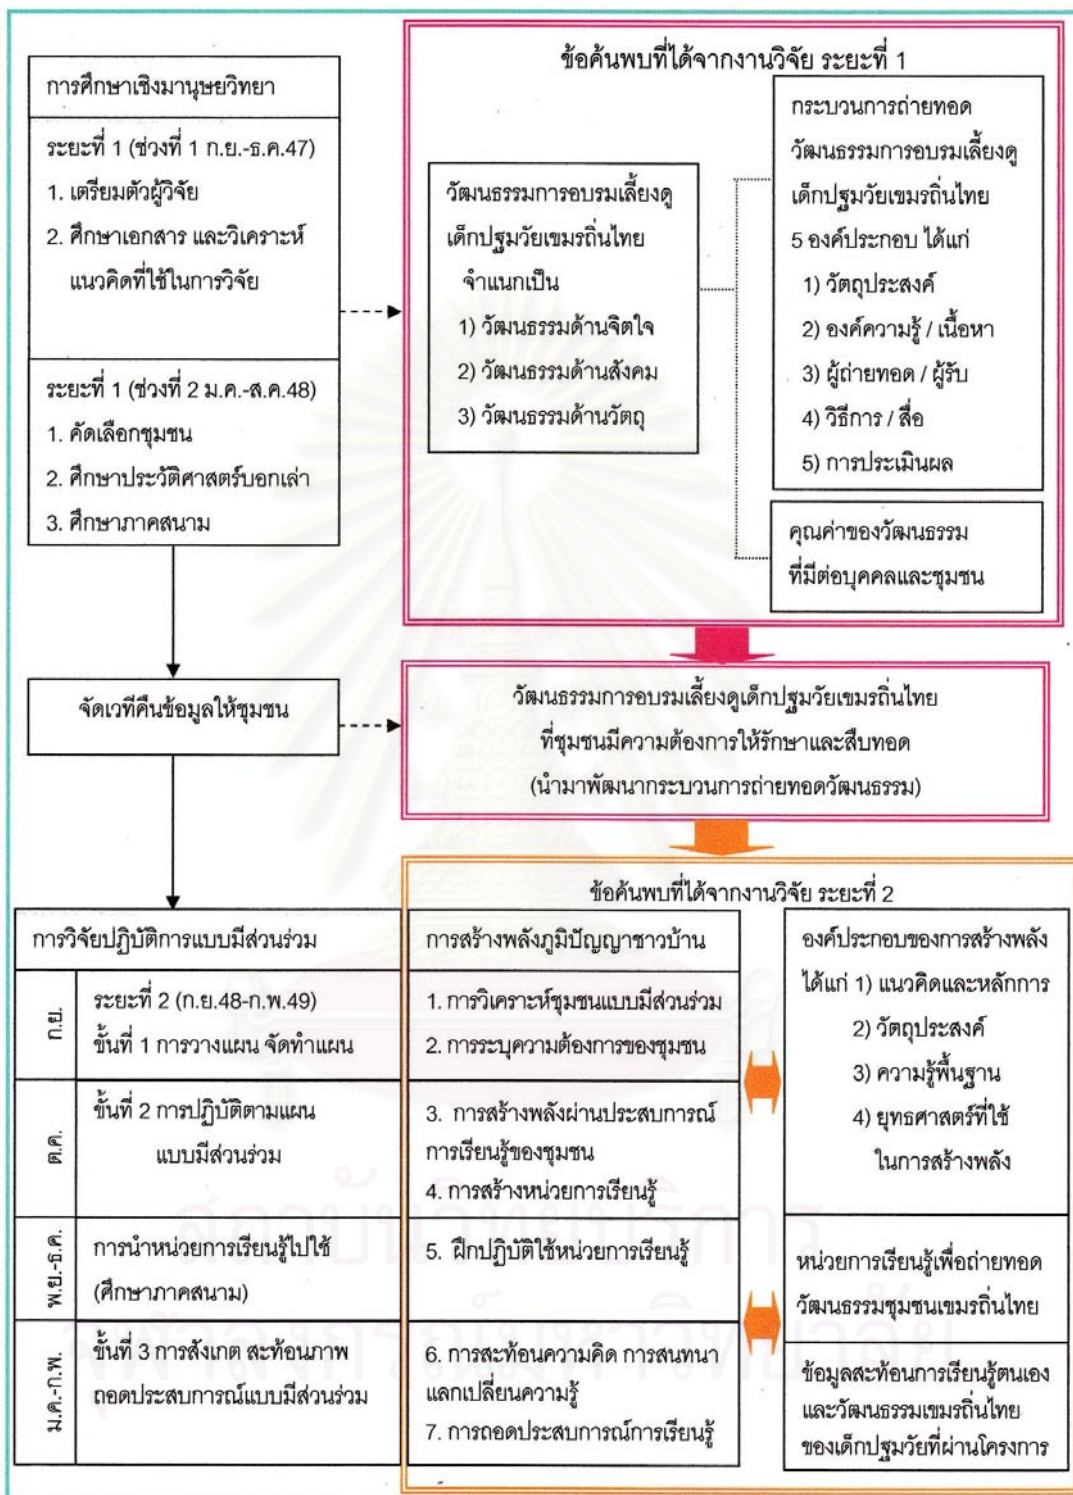 การศึกษาเชิงมานุษยวิทยา
ระยะที่ 1 (ช่วงที่ 1 ก.ย.-ธ.ค.47)
1. เตรียมตัวผู้วิจัย
2. ศึกษาเอกสาร และวิเคราะห์
แนวคิดที่ใช้ในการวิจัย
ระยะที่ 1 (ช่วงที่ 2 ม.ค.-ส.ค.48)
1. คัดเลือกชุมชน
2. ศึกษาประวัติศาสตร์บอกเล่า
3. ศึกษาภาคสนาม
ข้อค้นพบที่ได้จากงานวิจัย ระยะที่ 1
วัฒนธรรมการอบรมเลี้ยงดู
เด็กปฐมวัยเขมรถิ่นไทย
จำแนกเป็น
1) วัฒนธรรมด้านจิตใจ
2) วัฒนธรรมด้านสังคม
3) วัฒนธรรมด้านวัตถุ
กระบวนการถ่ายทอด
วัฒนธรรมการอบรมเลี้ยงดู
เด็กปฐมวัยเขมรถิ่นไทย
5 องค์ประกอบ ได้แก่
1) วัตถุประสงค์
2) องค์ความรู้ / เนื้อหา
3) ผู้ถ่ายทอด / ผู้รับ
4) วิธีการ / สื่อ
5) การประเมินผล
คุณค่าของวัฒนธรรม
ที่มีต่อบุคคลและชุมชน
จัดเวทีคืนข้อมูลให้ชุมชน
วัฒนธรรมการอบรมเลี้ยงดูเด็กปฐมวัยเขมรถิ่นไทย
ที่ชุมชนมีความต้องการให้รักษาและสืบทอด
(นำมาพัฒนากระบวนการถ่ายทอดวัฒนธรรม)
ข้อค้นพบที่ได้จากงานวิจัย ระยะที่ 2
การวิจัยปฏิบัติการแบบมีส่วนร่วม
ก.ย.
ระยะที่ 2 (ก.ย.48-ก.พ.49)
ขั้นที่ 1 การวางแผน จัดทำแผน
ต.ค.
ขั้นที่ 2 การปฏิบัติตามแผน
แบบมีส่วนร่วม
พ.ย.-ธ.ค.
การนำหน่วยการเรียนรู้ไปใช้
(ศึกษาภาคสนาม)
ม.ค.-ก.พ.
ขั้นที่ 3 การสังเกต สะท้อนภาพ
ถอดประสบการณ์แบบมีส่วนร่วม
การสร้างพลังภูมิปัญญาชาวบ้าน
1. การวิเคราะห์ชุมชนแบบมีส่วนร่วม
2. การระบุความต้องการของชุมชน
3. การสร้างพลังผ่านประสบการณ์
การเรียนรู้ของชุมชน
4. การสร้างหน่วยการเรียนรู้
5. ฝึกปฏิบัติใช้หน่วยการเรียนรู้
6. การสะท้อนความคิด การสนทนา
แลกเปลี่ยนความรู้
7. การถอดประสบการณ์การเรียนรู้
องค์ประกอบของการสร้างพลัง
ได้แก่ 1) แนวคิดและหลักการ
2) วัตถุประสงค์
3) ความรู้พื้นฐาน
4) ยุทธศาสตร์ที่ใช้
ในการสร้างพลัง
หน่วยการเรียนรู้เพื่อถ่ายทอด
วัฒนธรรมชุมชนเขมรถิ่นไทย
ข้อมูลสะท้อนการเรียนรู้ตนเอง
และวัฒนธรรมเขมรถิ่นไทย
ของเด็กปฐมวัยที่ผ่านโครงการ
สถาบันวิทยบริการ
จุฬาลงกรณ์มหาวิทยาลัย